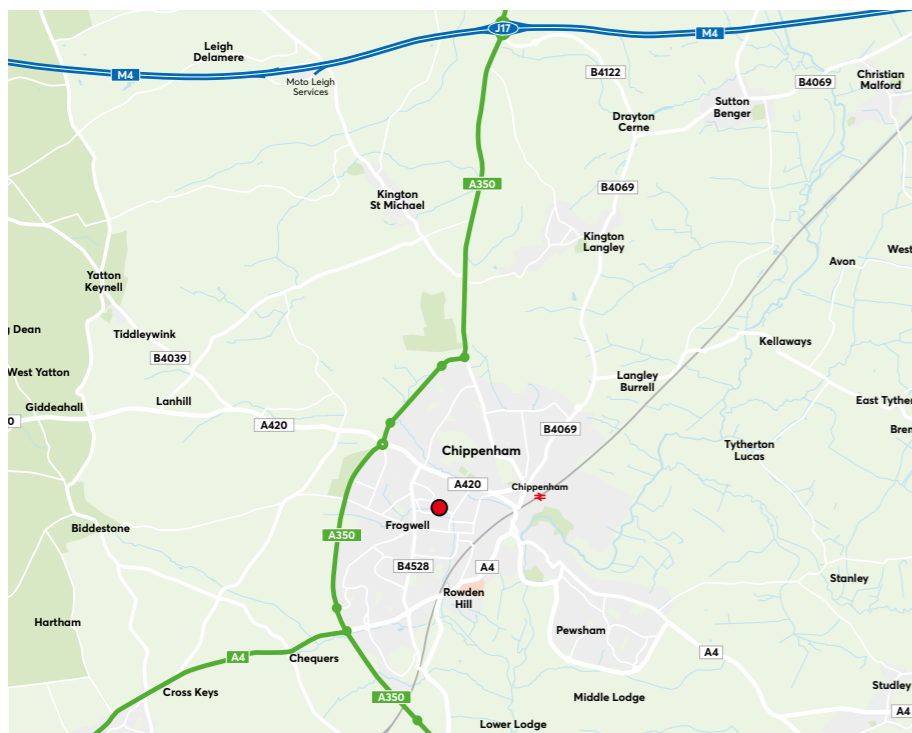 J17
M4
Leigh
Delamere
M4
Moto Leigh
Services
B4122
B4069
Christian
Malford
Sutton
Benger
Drayton
Cerne
A350
B4069
Kington
St Michael
Kington
Langley
West
Avon
Yatton
Keynell
g Dean
Tiddleywink
Kellaways
B4039
West Yatton
Langley
Burrell
Giddeahall
Lanhill
East Tythe
0
A420
B4069
Bren
Chippenham
Tytherton
Lucas
A420
Chippenham
Biddestone
Frogwell
A350
B4528
A4
Stanley
Rowden
Hill
Hartham
Pewsham
A4
Chequers
A4
Cross Keys
A350
Middle Lodge
Studley
A4
Lower Lodge